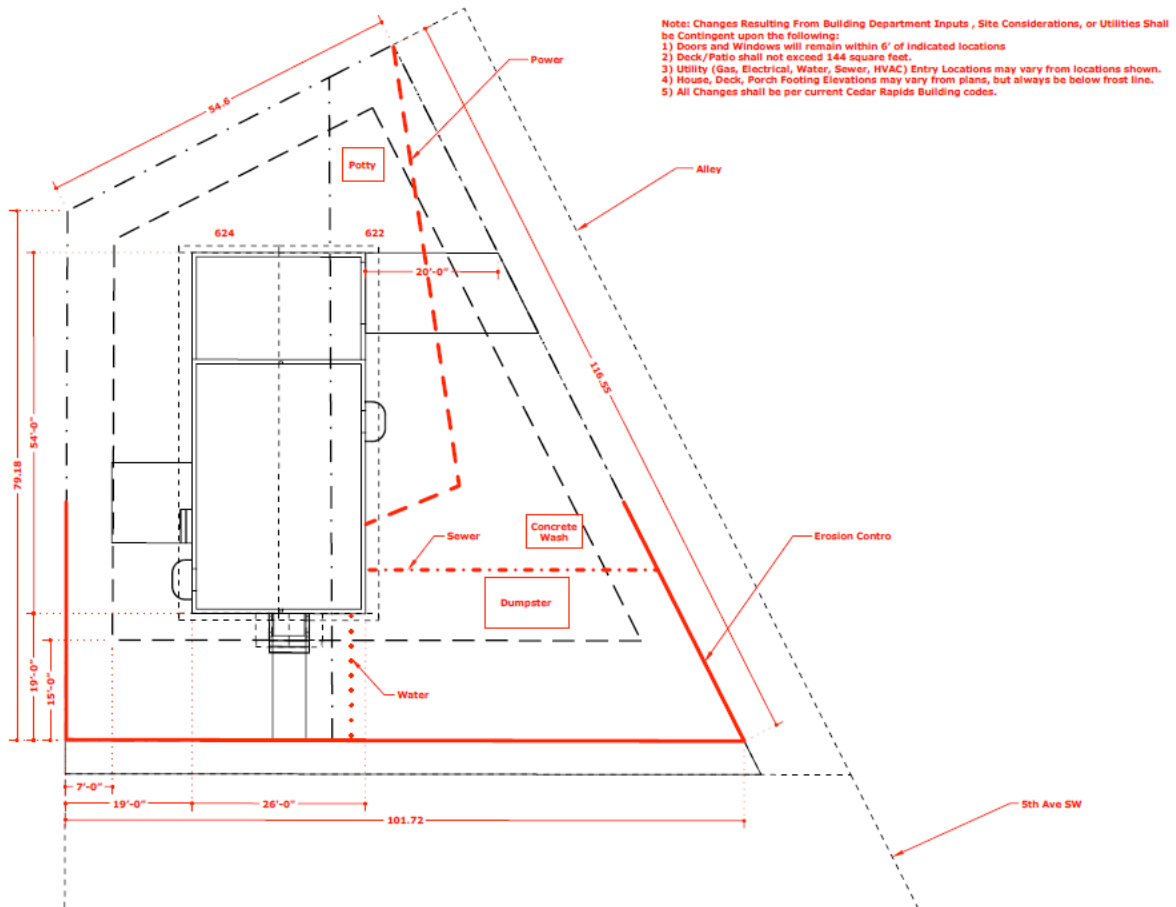 Note: Changes Resulting From Building Department Inputs , Site Considerations, or Utilities Shall
be Contingent upon the following:
1) Doors and Windows will remain within 6' of indicated locations
2) Deck/Patio shall not exceed 144 square feet.
3) Utility (Gas, Electrical, Water, Sewer, HVAC) Entry Locations may vary from locations shown.
4) House, Deck, Porch Footing Elevations may vary from plans, but always be below frost line.
5) All Changes shall be per current Cedar Rapids Building codes.
Power
54.6
Potty
Alley
624
622
20'-0"
116.55
54'-0"
79.18
Concrete
Wash
Sewer
Erosion Contro
Dumpster
19'-0"
15'-0"
Water
7'-0"
19'-0"
26'-0"
101.72
5th Ave SW